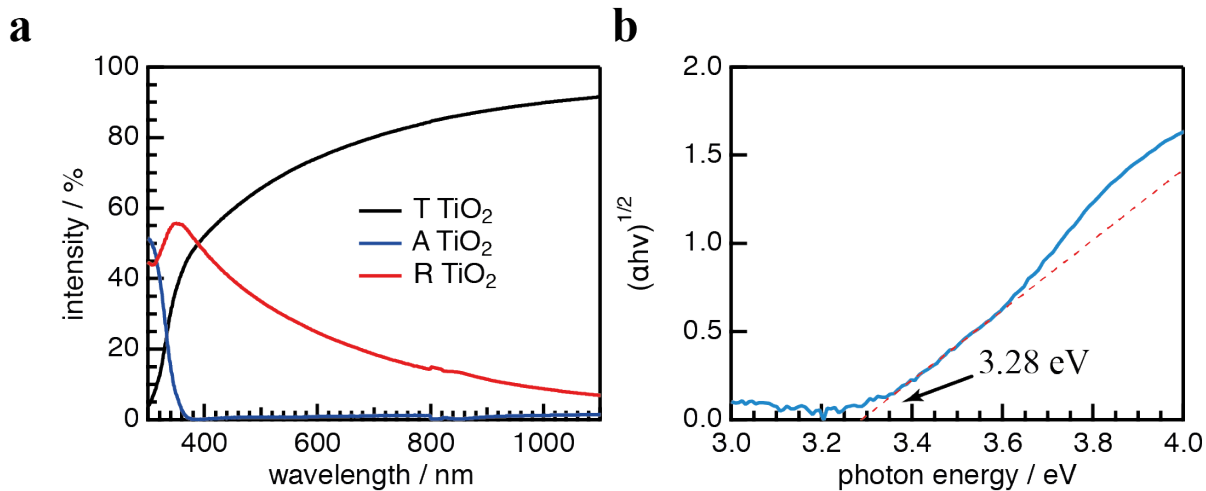 a
100
80
60
40
20
0
intensity / %
T TiO2
A TiO2
R TiO2
400
600
800
1000
wavelength / nm
b
2.0
1.5
1.0
0.5
0.0
(αhν)1/2
3.28 eV
3.0
3.2
3.4
3.6
3.8
4.0
photon energy / eV